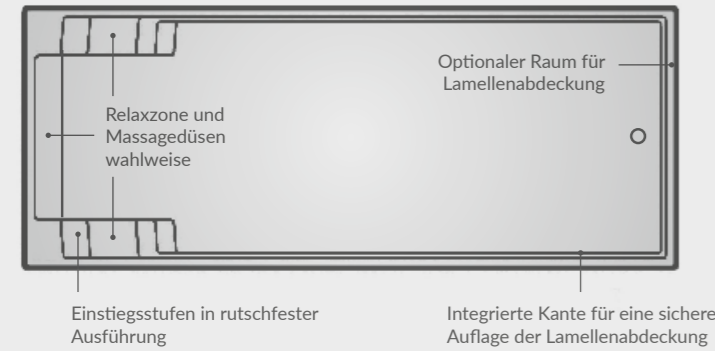 Optionaler Raum für
Lamellenabdeckung
Relaxzone und
Massagedüsen
wahlweise
Einstiegsstufen in rutschfester
Ausführung
Integrierte Kante für eine sichere
Auflage der Lamellenabdeckung